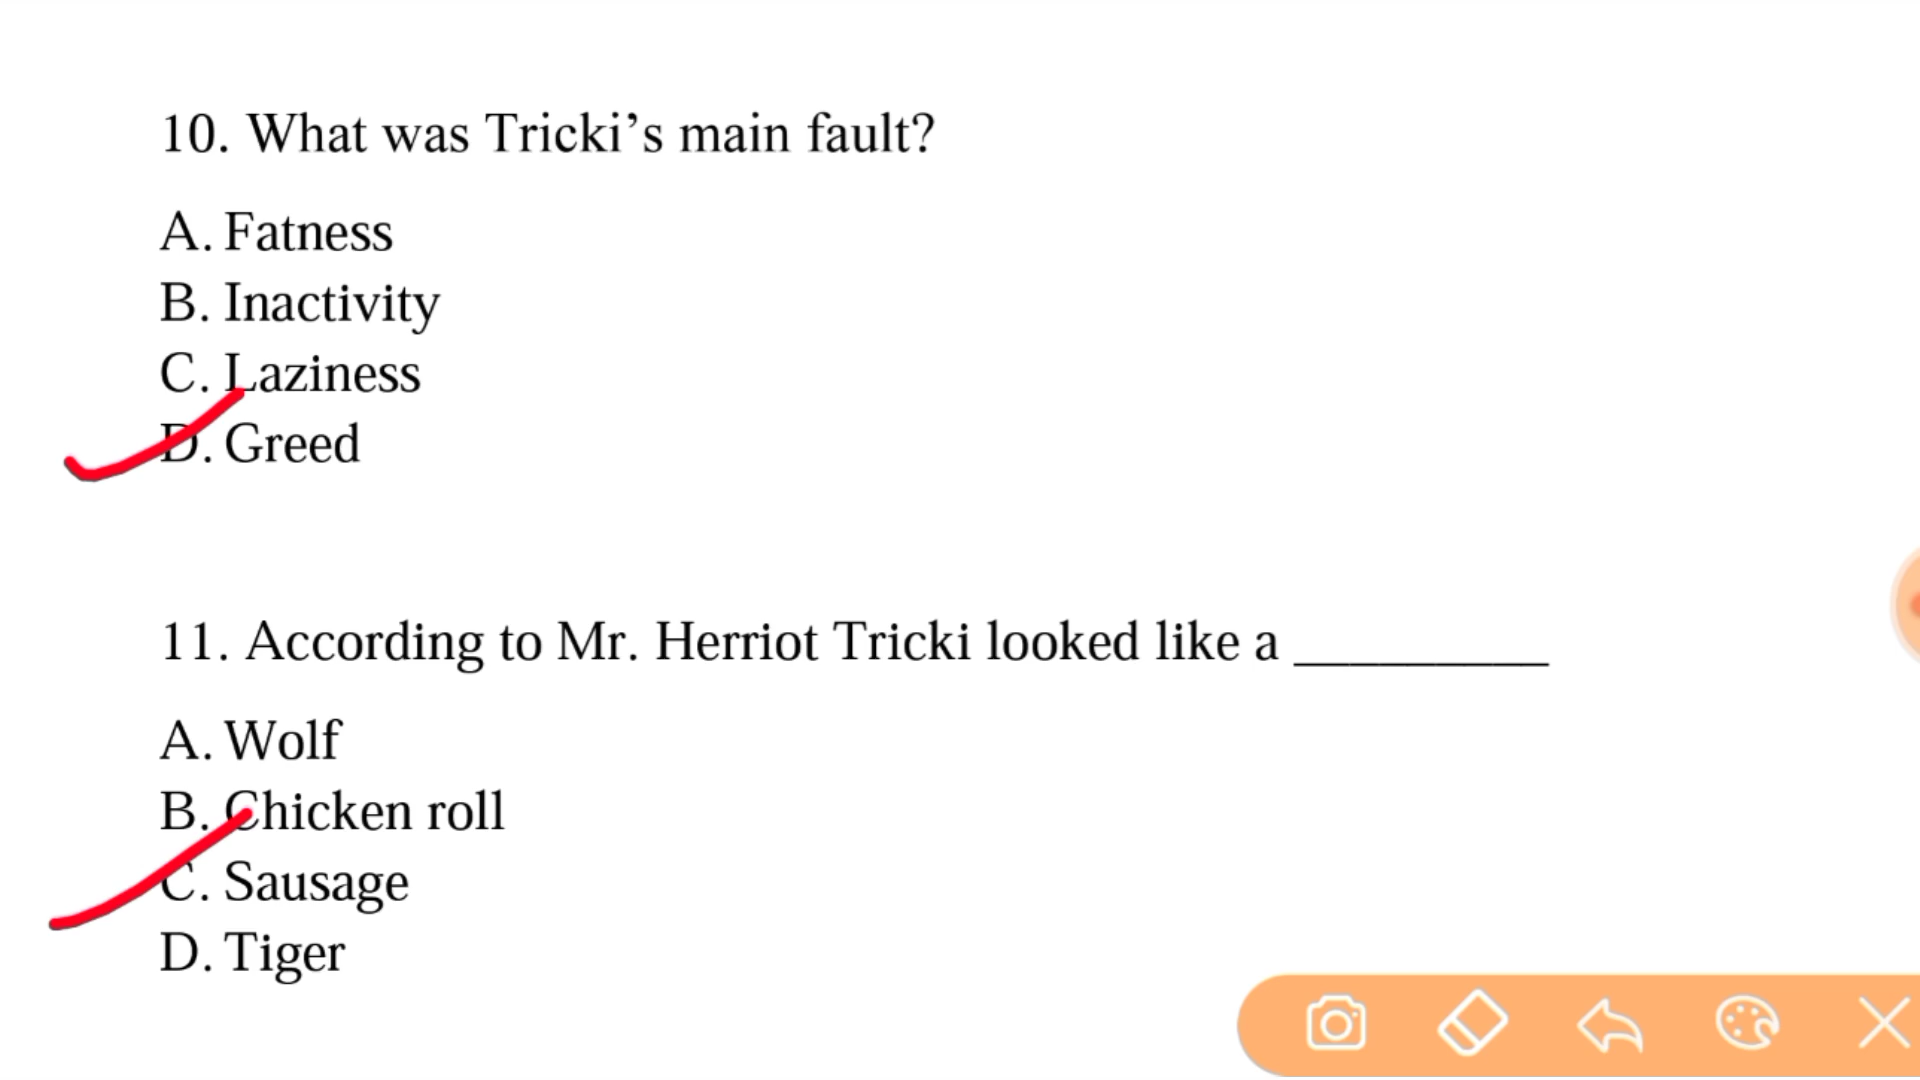 10. What was Tricki’s main fault?
A. Fatness
B. Inactivity
C. Laziness
D. Greed
11. According to Mr. Herriot Tricki looked like a _________
A. Wolf
B. Chicken roll
C. Sausage
D. Tiger